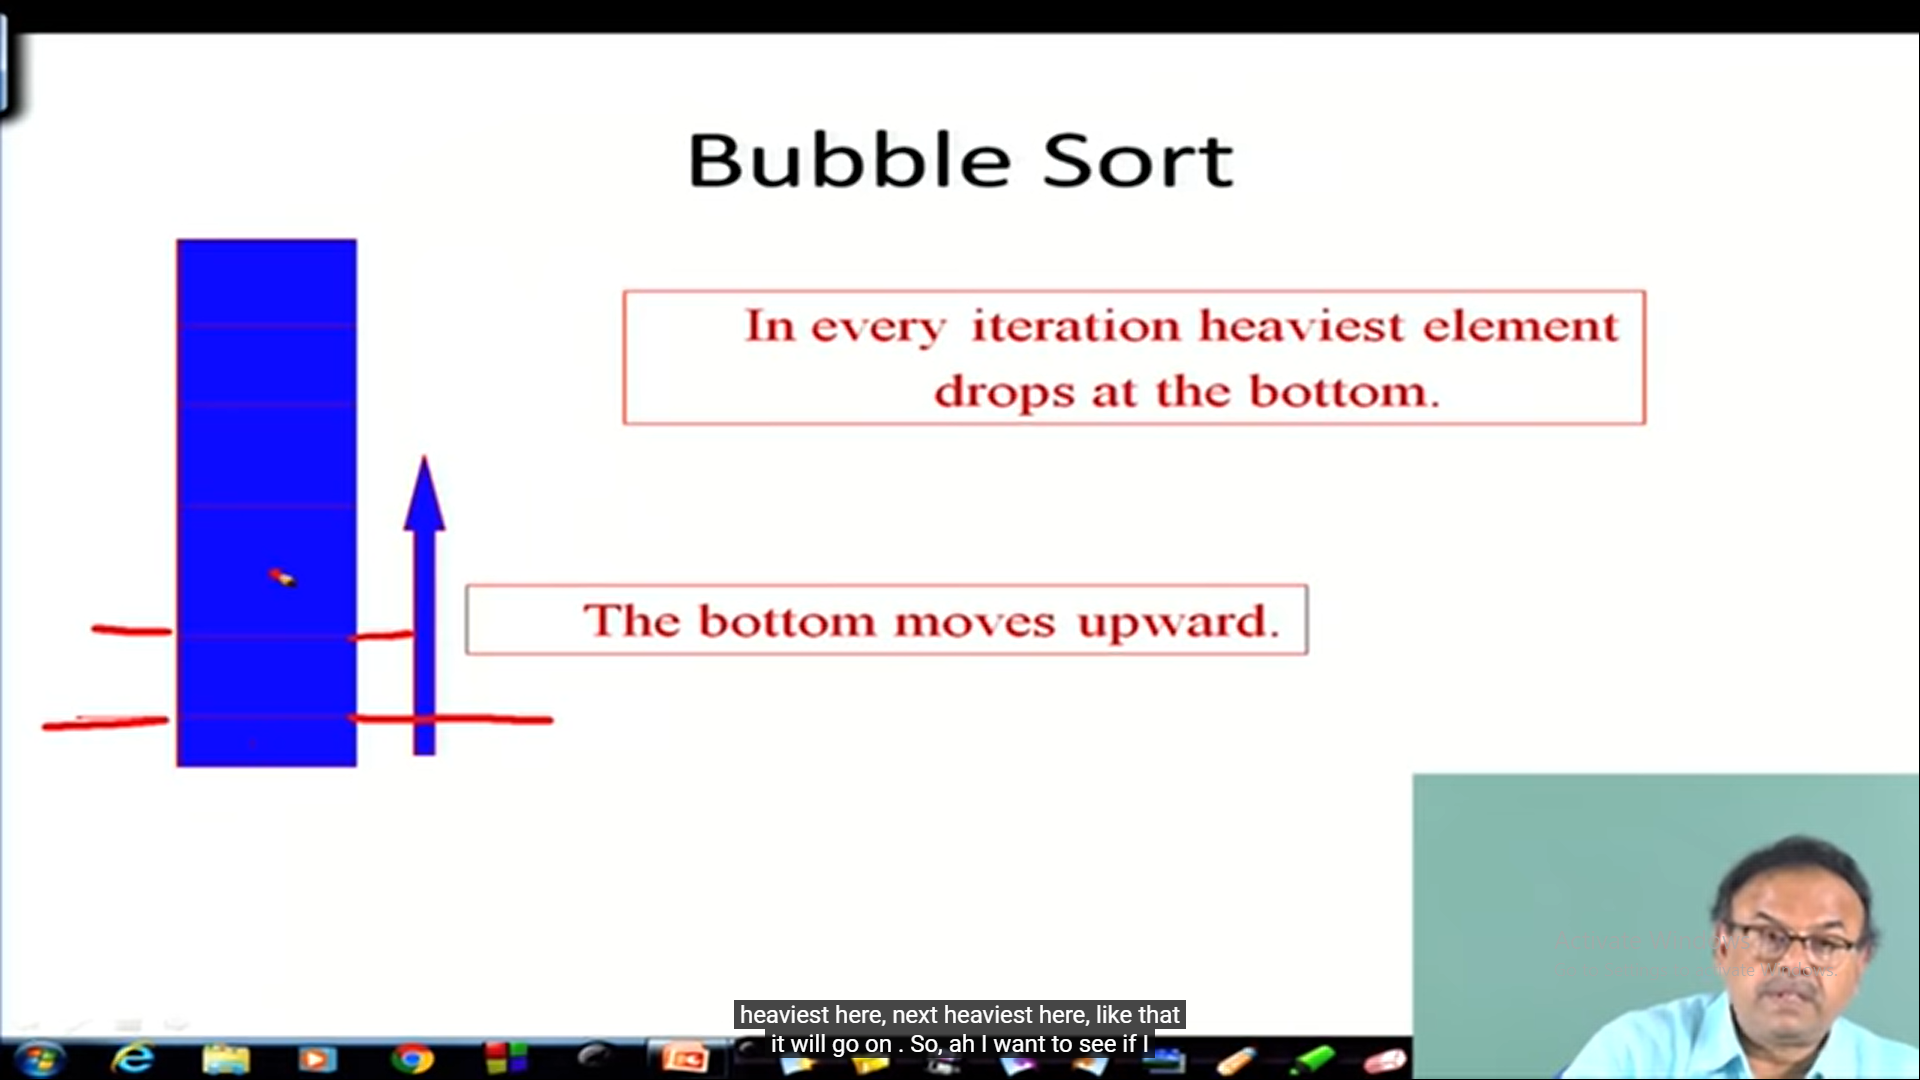 Bubble Sort
In every iteration heaviest element
drops at the bottom.
The bottom moves upward.
heaviest here, next heaviest here, like that
it will go on . So, ah I want to see if I